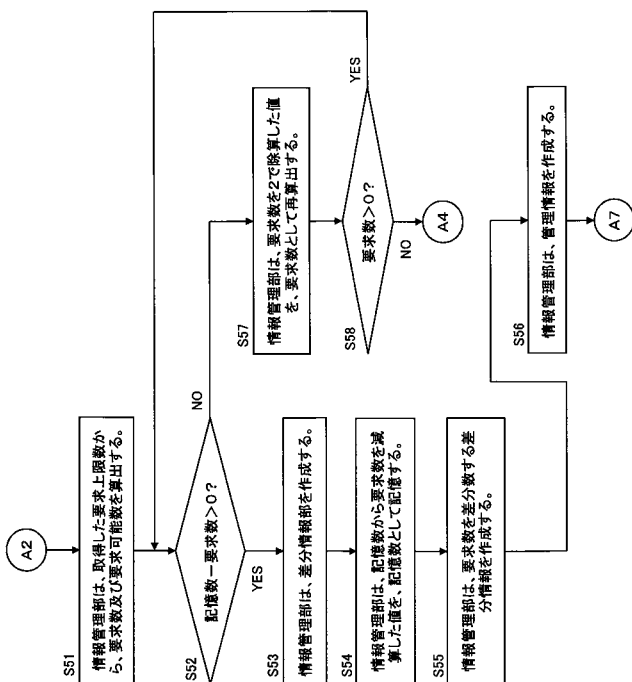 A2
S51
情報管理部は、取得した要求上限数か
ら、要求数及び要求可能数を算出する。
S52
記憶数－要求数>0?
NO
YES
S53
情報管理部は、差分情報部を作成する。
S54
情報管理部は、記憶数から要求数を減
算した値を、記憶数として記憶する。
S55
情報管理部は、要求数を差分数する差
分情報を作成する。
S57
情報管理部は、要求数を2で除算した値
を、要求数として再算出する。
S58
要求数>0?
YES
NO
A4
S56
情報管理部は、管理情報を作成する。
A7